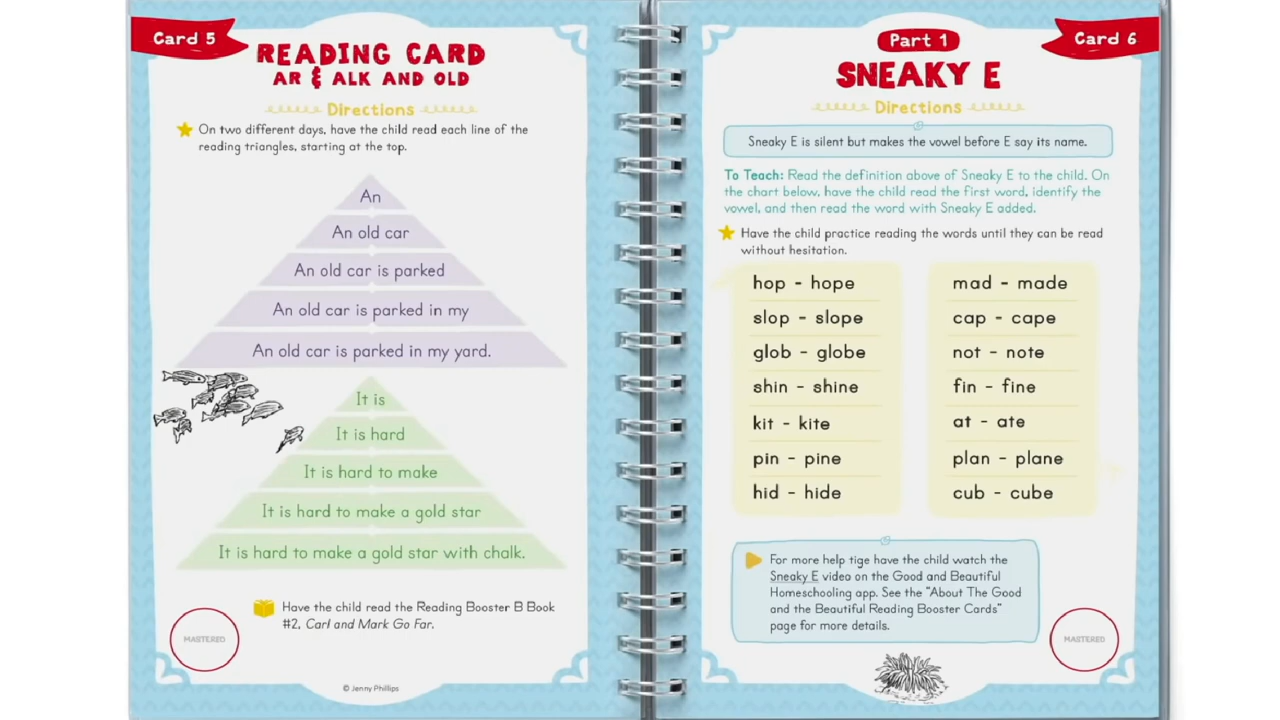 Card 5
READING CARD
AR & ALK AND OLD
Directions
On two different days, have the child read each line of the
reading triangles, starting at the top.
An
An old car
An old car is parked
An old car is parked in my
An old car is parked in my yard.
It is
It is hard
It is hard to make
It is hard to make a gold star
It is hard to make a gold star with chalk.
Have the child read the Reading Booster B Book
#2, Carl and Mark Go Far.
MASTERED
© Jenny Phillips
Part 1
Card 6
SNEAKY E
Directions
Sneaky E is silent but makes the vowel before E say its name.
To Teach: Read the definition above of Sneaky E to the child. On
the chart below, have the child read the first word, identify the
vowel, and then read the word with Sneaky E added.
Have the child practice reading the words until they can be read
without hesitation.
hop - hope
slop - slope
glob - globe
shin - shine
kit - kite
pin - pine
hid - hide
mad - made
cap - cape
not - note
fin - fine
at - ate
plan - plane
cub - cube
For more help tige have the child watch the
Sneaky E video on the Good and Beautiful
Homeschooling app. See the "About The Good
and the Beautiful Reading Booster Cards"
page for more details.
MASTERED